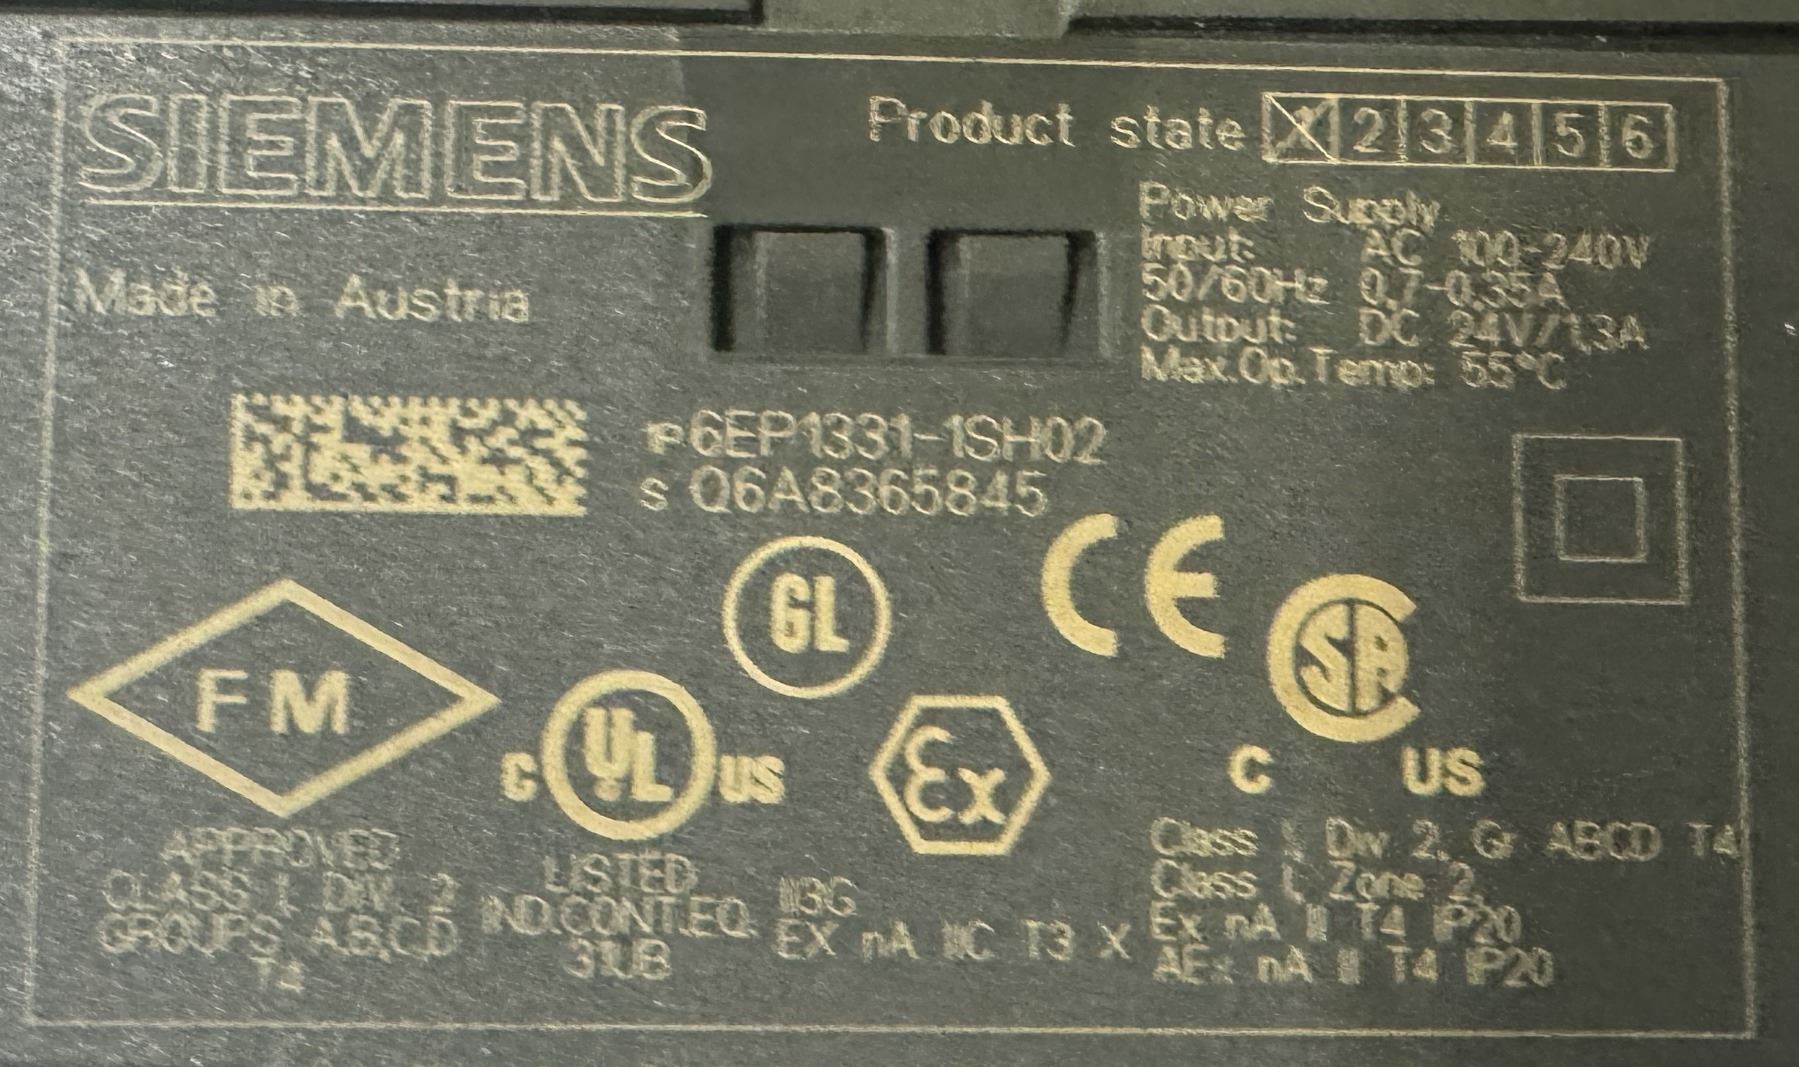 SIEMENS
Product state 1 2 3 4 5 6
Power Supply
Input: AC 100-240V
50/60Hz 0,7-0,35A
Output: DC 24V/1,3A
Max.Op.Temp: 55°C
Made in Austria
1P 6EP1331-1SH02
S Q6A8365845
GL
CE
SA
C US
FM
C UL US
Ex
APPROVED
CLASS I, DIV. 2
GROUPS A,B,C,D
T4
LISTED
IND.CONT.EQ.
31UB
II3G
EX nA IIC T3 X
Class I, Div 2, Gr ABCD T4
Class I, Zone 2,
Ex nA II T4 IP20
AEx nA II T4 IP20